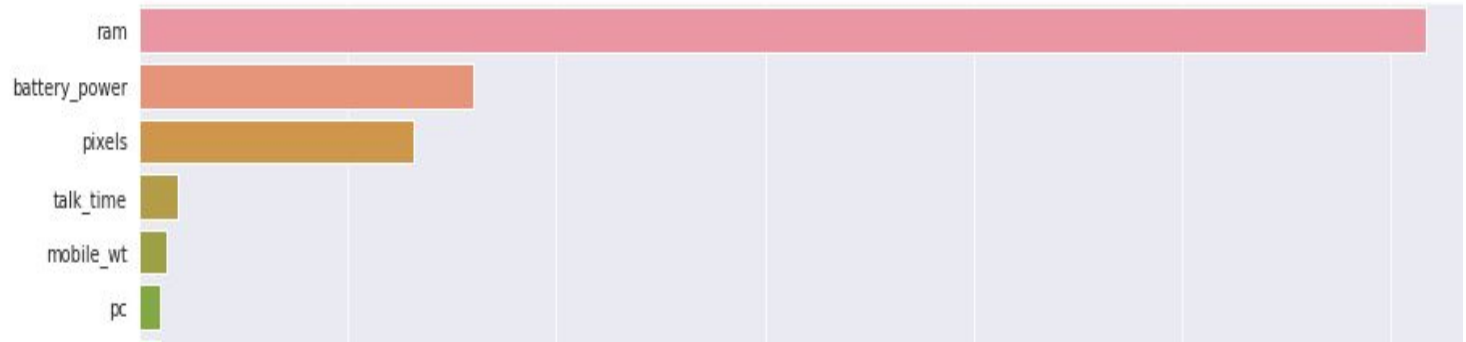 ram
battery_power
pixels
talk_time
mobile_wt
pc